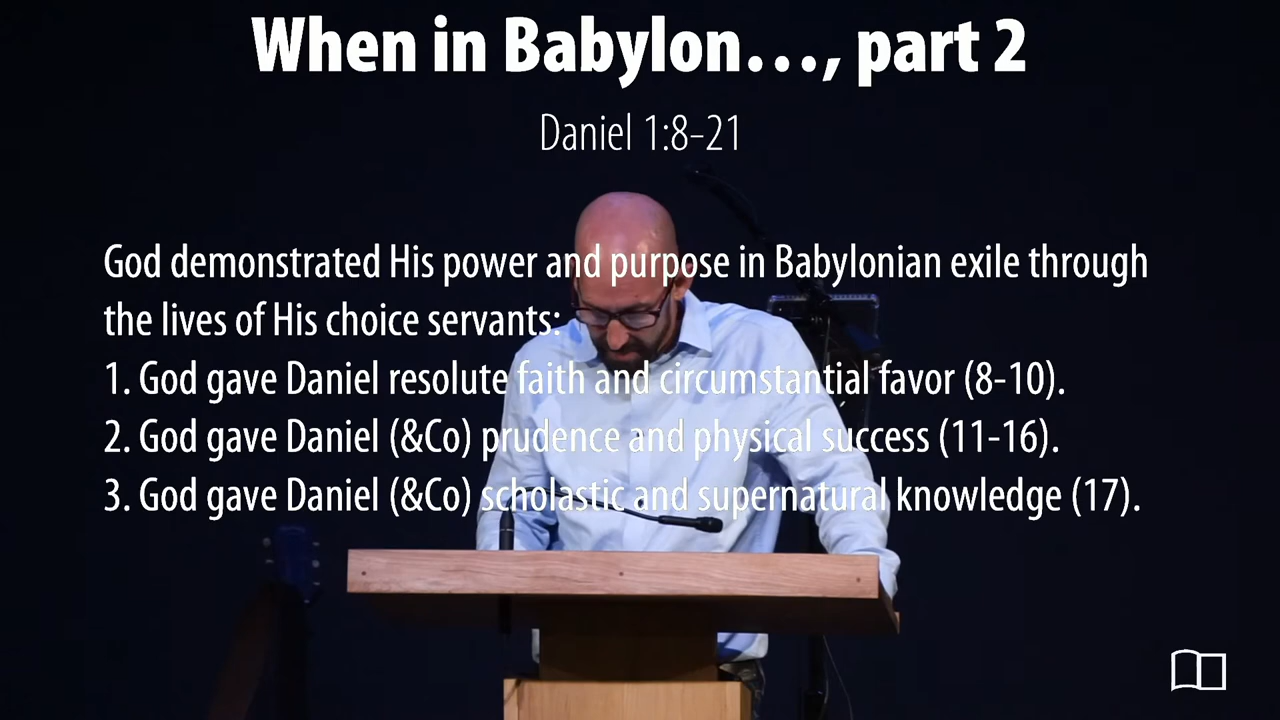 When in Babylon…, part 2
Daniel 1:8-21
God demonstrated His power and purpose in Babylonian exile through
the lives of His choice servants:
1. God gave Daniel resolute faith and circumstantial favor (8-10).
2. God gave Daniel (&Co) prudence and physical success (11-16).
3. God gave Daniel (&Co) scholastic and supernatural knowledge (17).